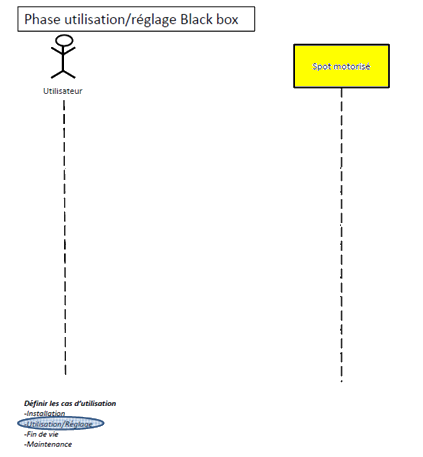 Phase utilisation/réglage Black box
Utilisateur
Spot motorisé
Définir les cas d'utilisation
-Installation
-Utilisation/Réglage
-Fin de vie
-Maintenance